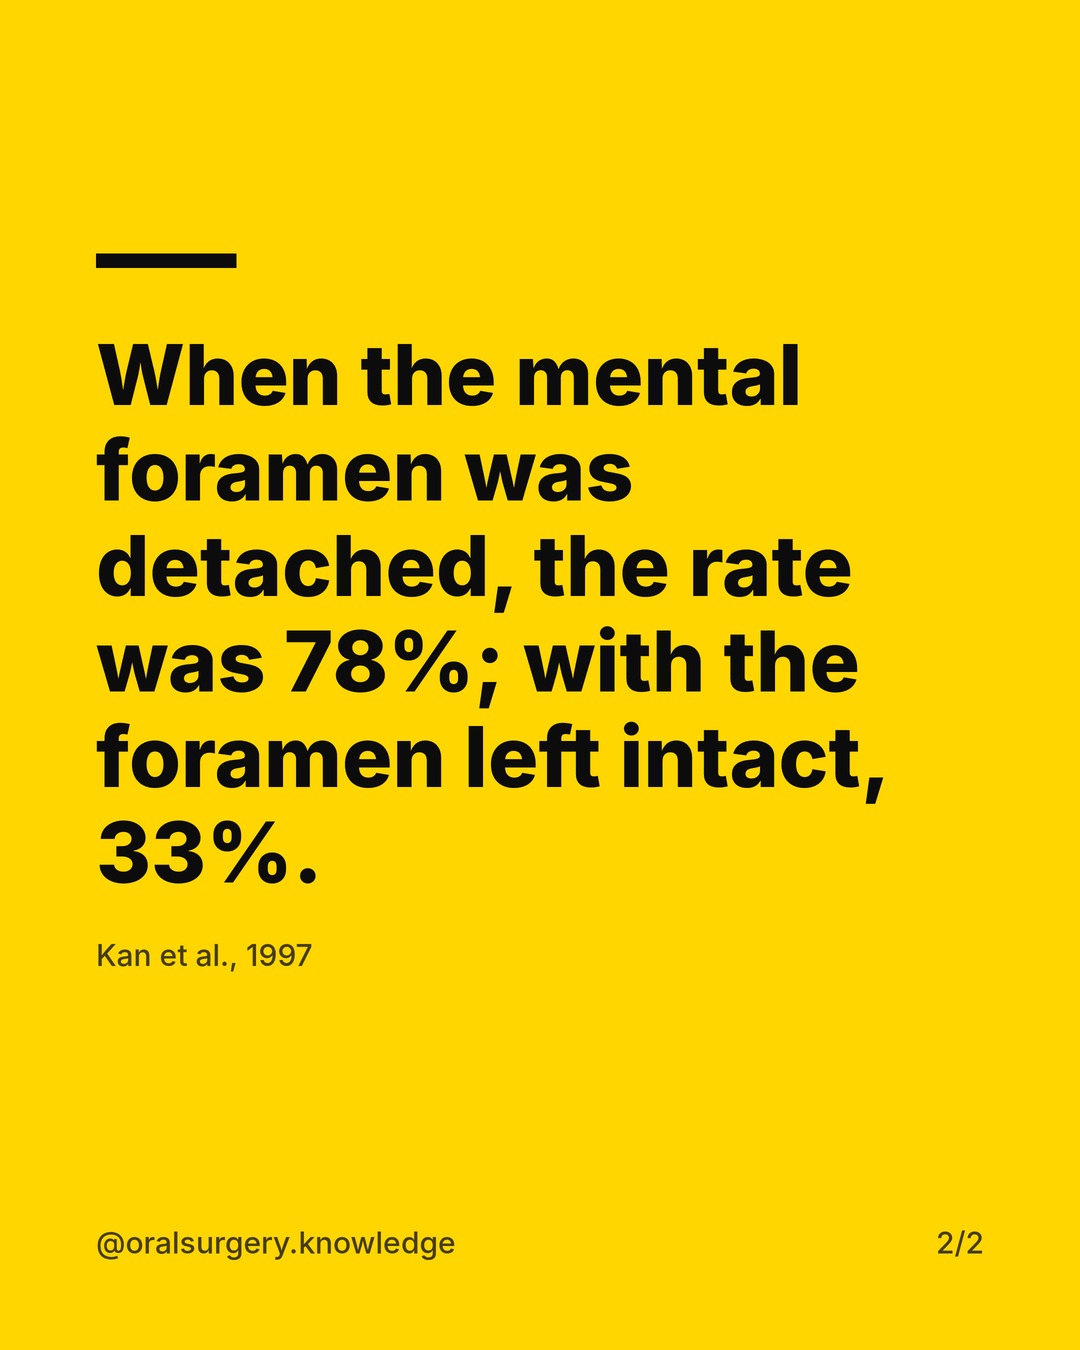 When the mental
foramen was
detached, the rate
was 78%; with the
foramen left intact,
33%.
Kan et al., 1997
@oralsurgery.knowledge
2/2